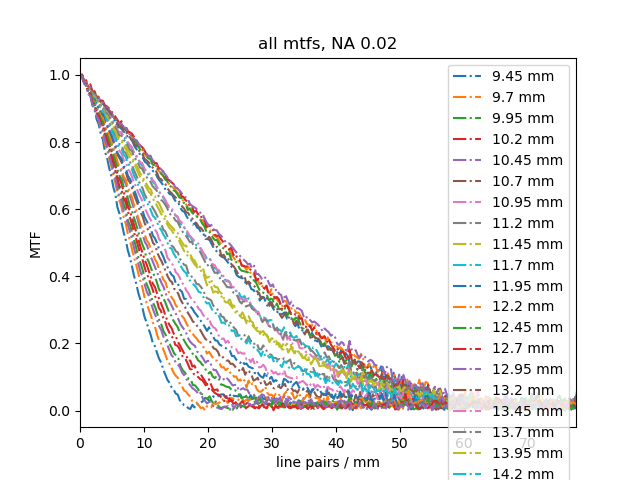 all mtfs, NA 0.02
1.0
0.8
0.6
0.4
0.2
0.0
MTF
0
10
20
30
40
50
60
70
line pairs / mm
9.45 mm
9.7 mm
9.95 mm
10.2 mm
10.45 mm
10.7 mm
10.95 mm
11.2 mm
11.45 mm
11.7 mm
11.95 mm
12.2 mm
12.45 mm
12.7 mm
12.95 mm
13.2 mm
13.45 mm
13.7 mm
13.95 mm
14.2 mm